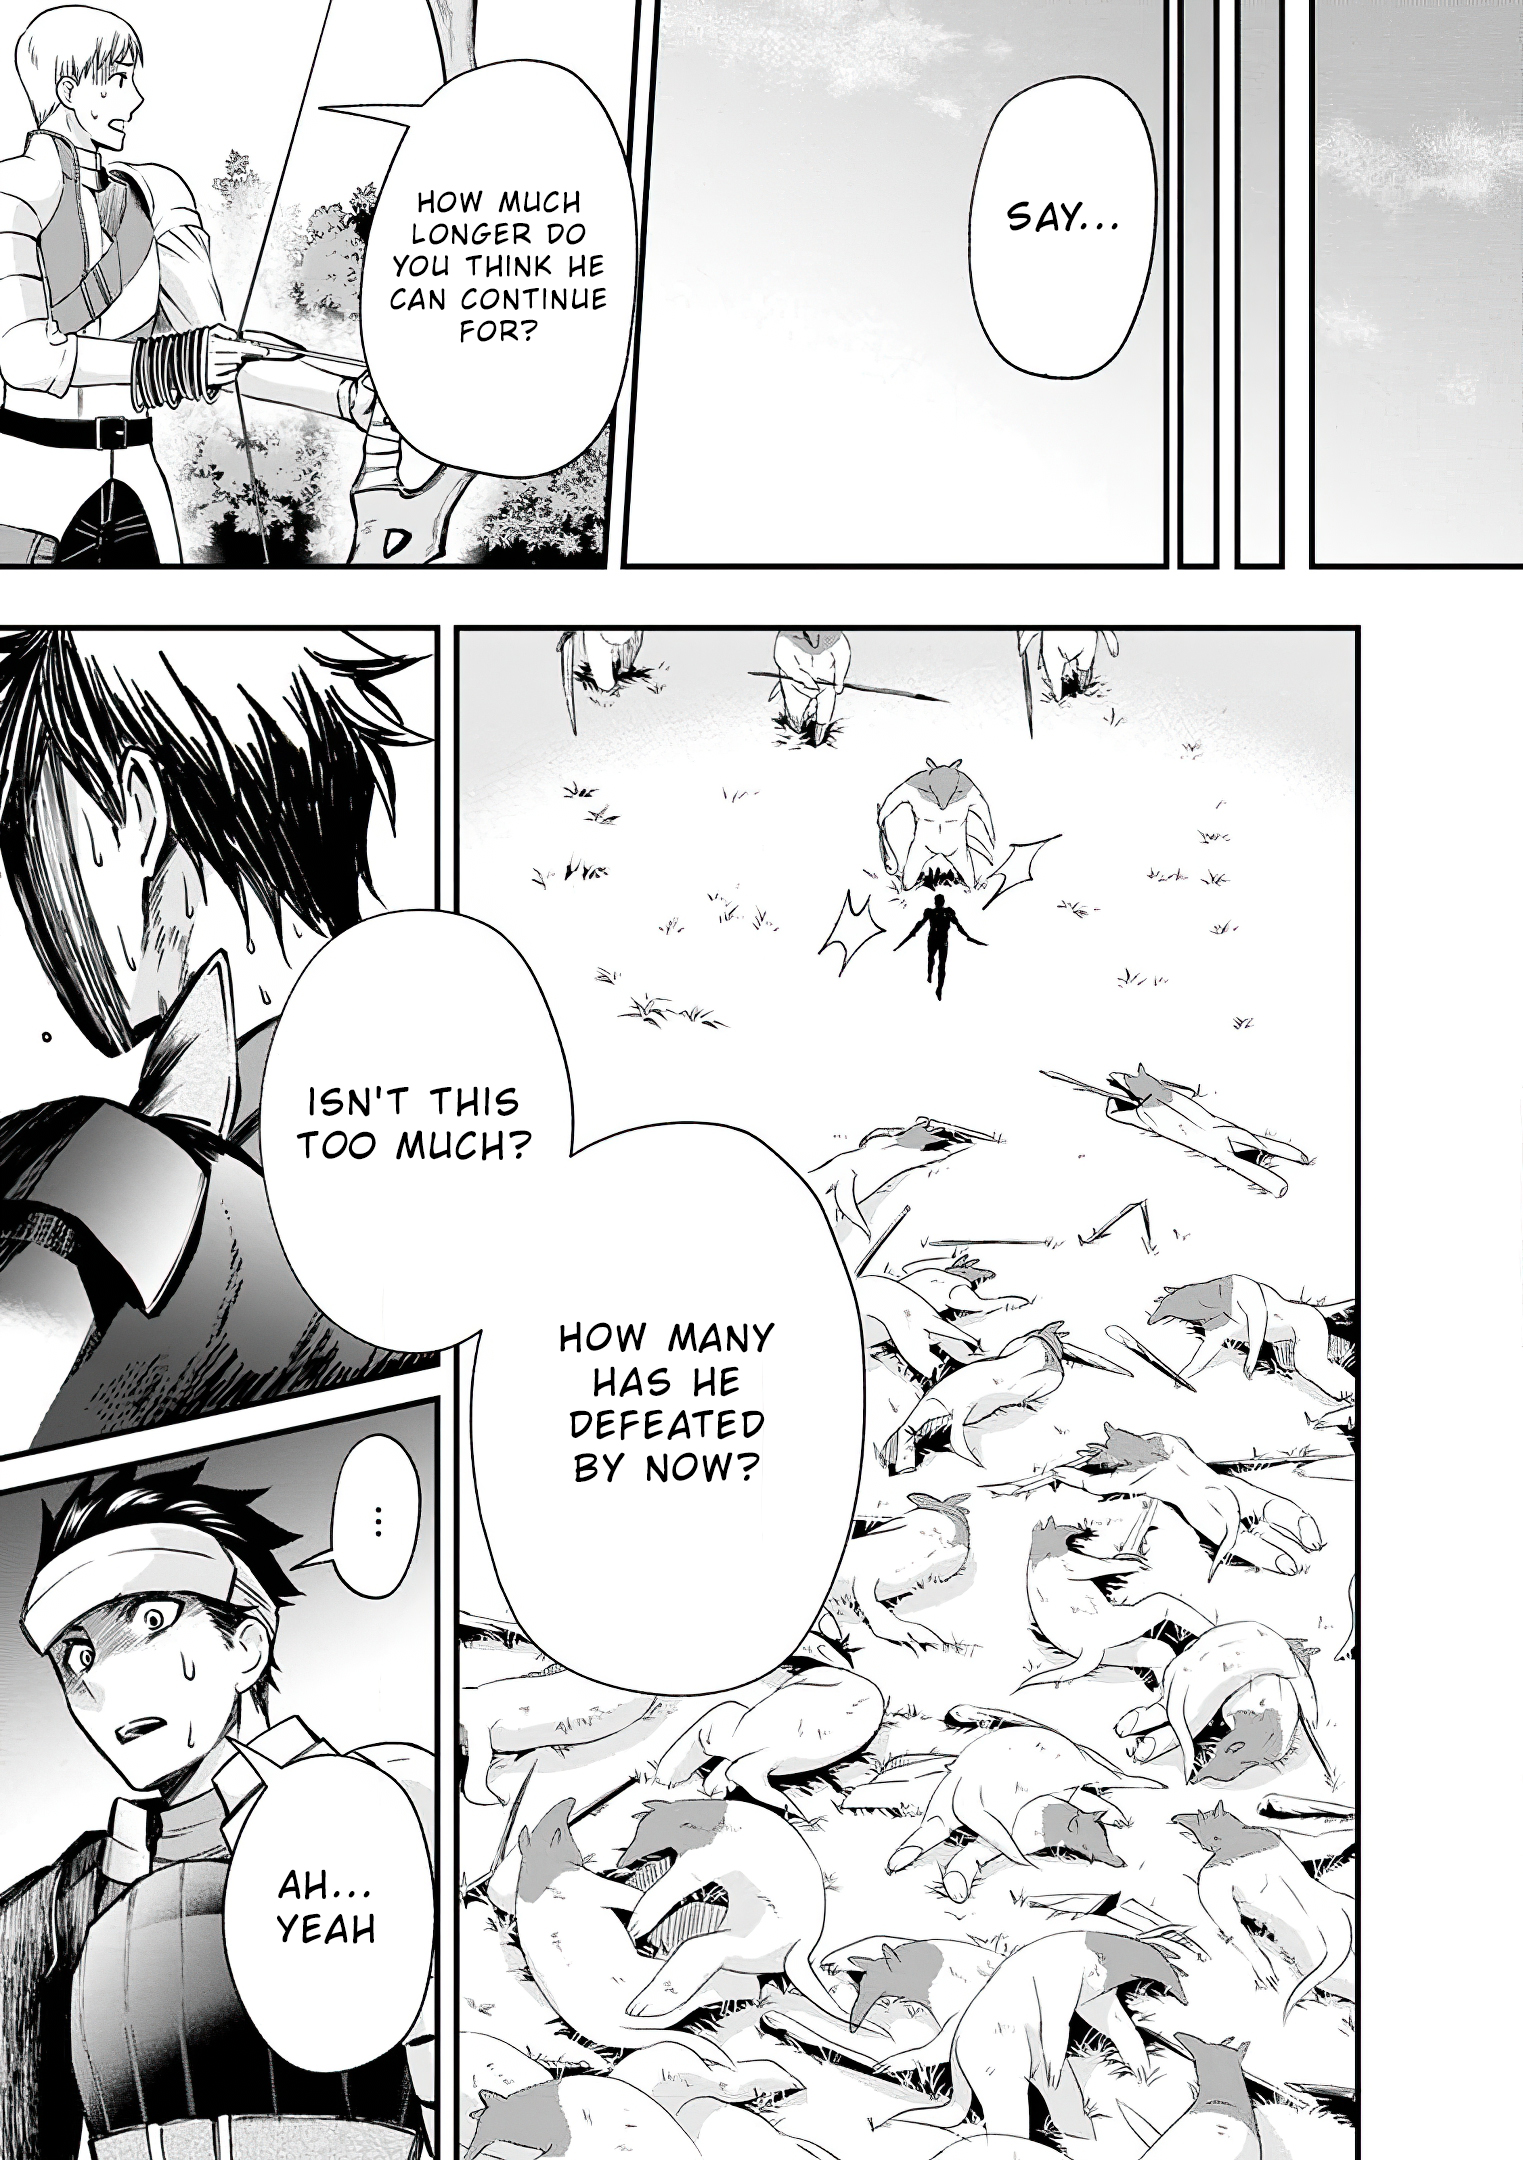 SAY...
HOW MUCH
LONGER DO
YOU THINK HE
CAN CONTINUE
FOR?
ISN'T THIS
TOO MUCH?
HOW MANY
HAS HE
DEFEATED
BY NOW?
...
AH...
YEAH